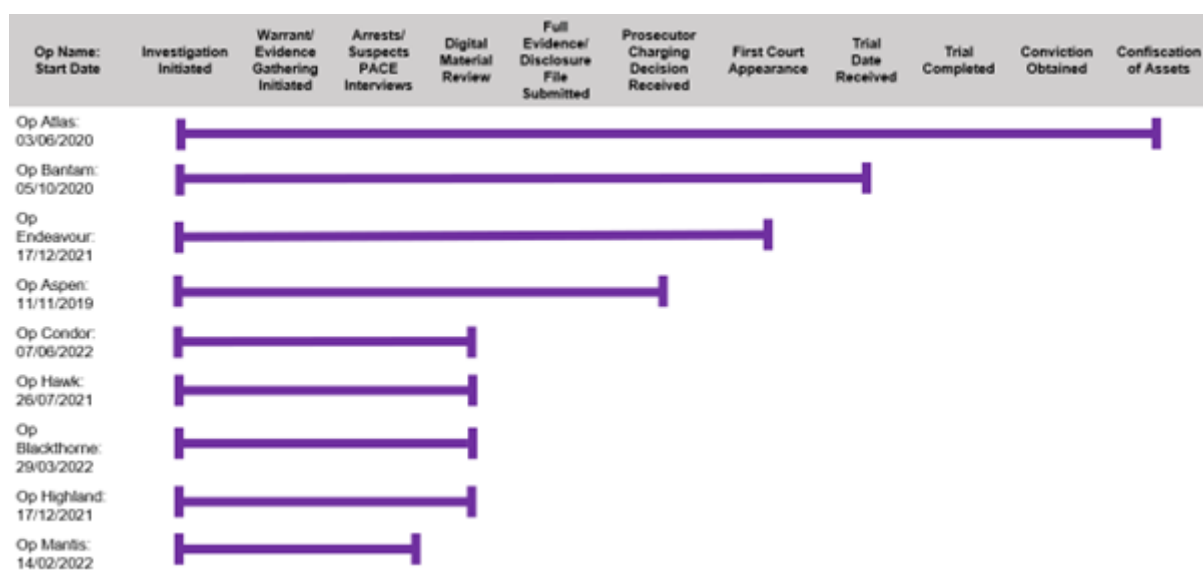 Op Name:
Start Date
Investigation
Initiated
Warrant/
Evidence
Gathering
Initiated
Arrests/
Suspects
PACE
Interviews
Digital
Material
Review
Full
Evidence/
Disclosure
File
Submitted
Prosecutor
Charging
Decision
Received
First Court
Appearance
Trial
Date
Received
Trial
Completed
Conviction
Obtained
Confiscation
of Assets
Op Atlas:
03/06/2020
Op Bantam:
05/10/2020
Op
Endeavour:
17/12/2021
Op Aspen:
11/11/2019
Op Condor:
07/06/2022
Op Hawk:
26/07/2021
Op
Blackthorne:
29/03/2022
Op Highland:
17/12/2021
Op Mantis:
14/02/2022